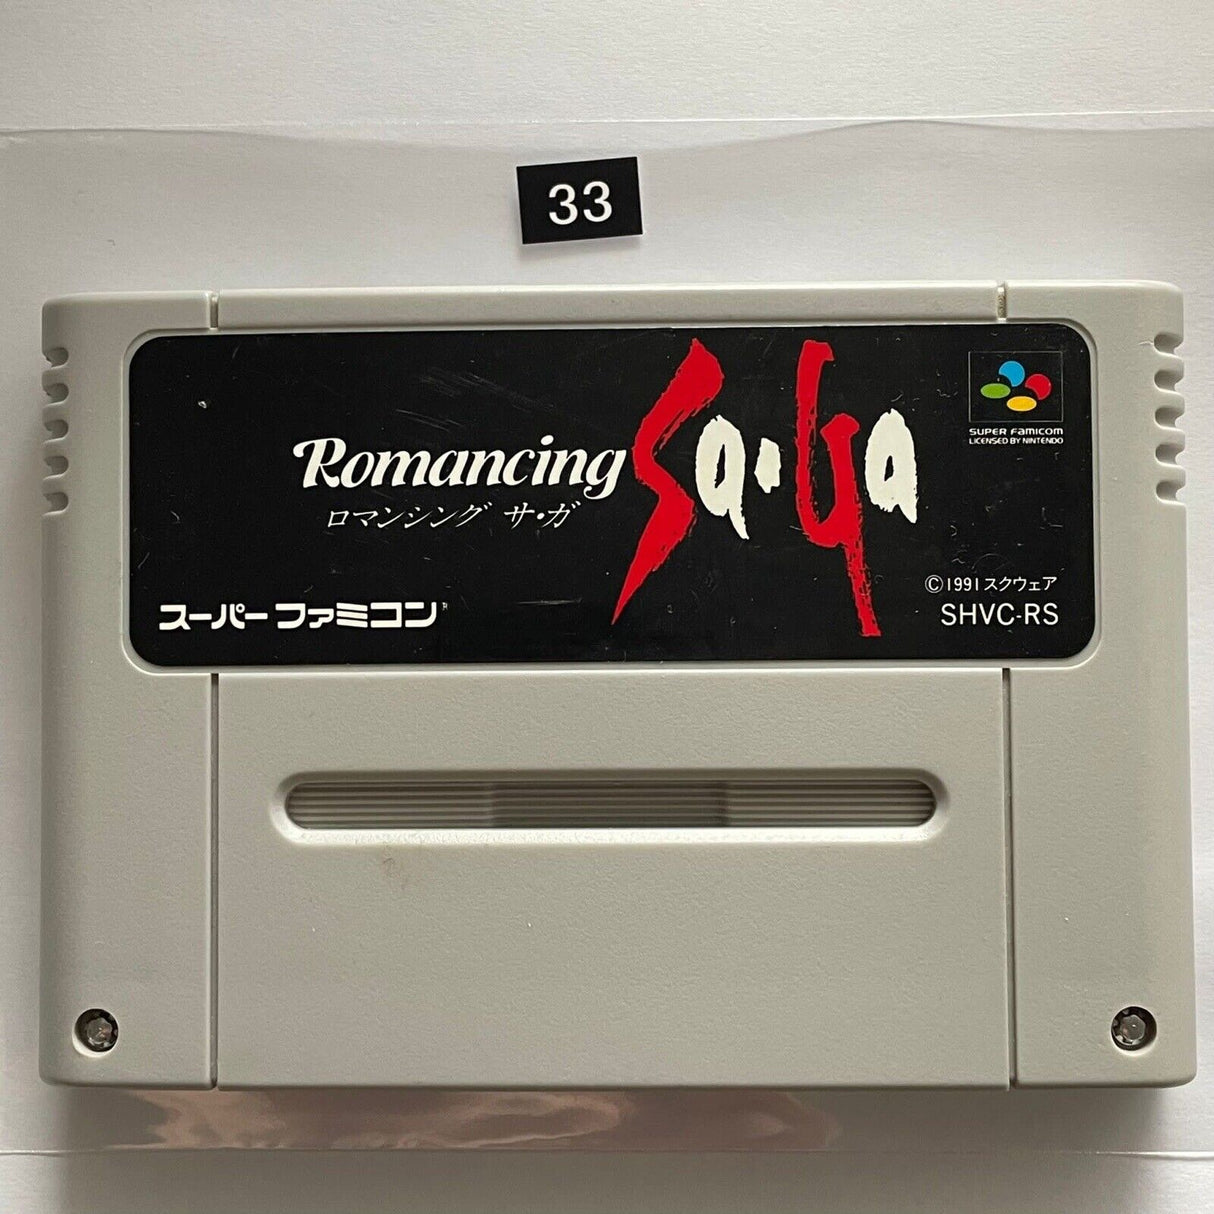 33
Romancing Sa・Ga
ロマンシング サ・ガ
SUPER FAMICOM
LICENSED BY NINTENDO
©1991 スクウェア
SHVC-RS
スーパーファミコン